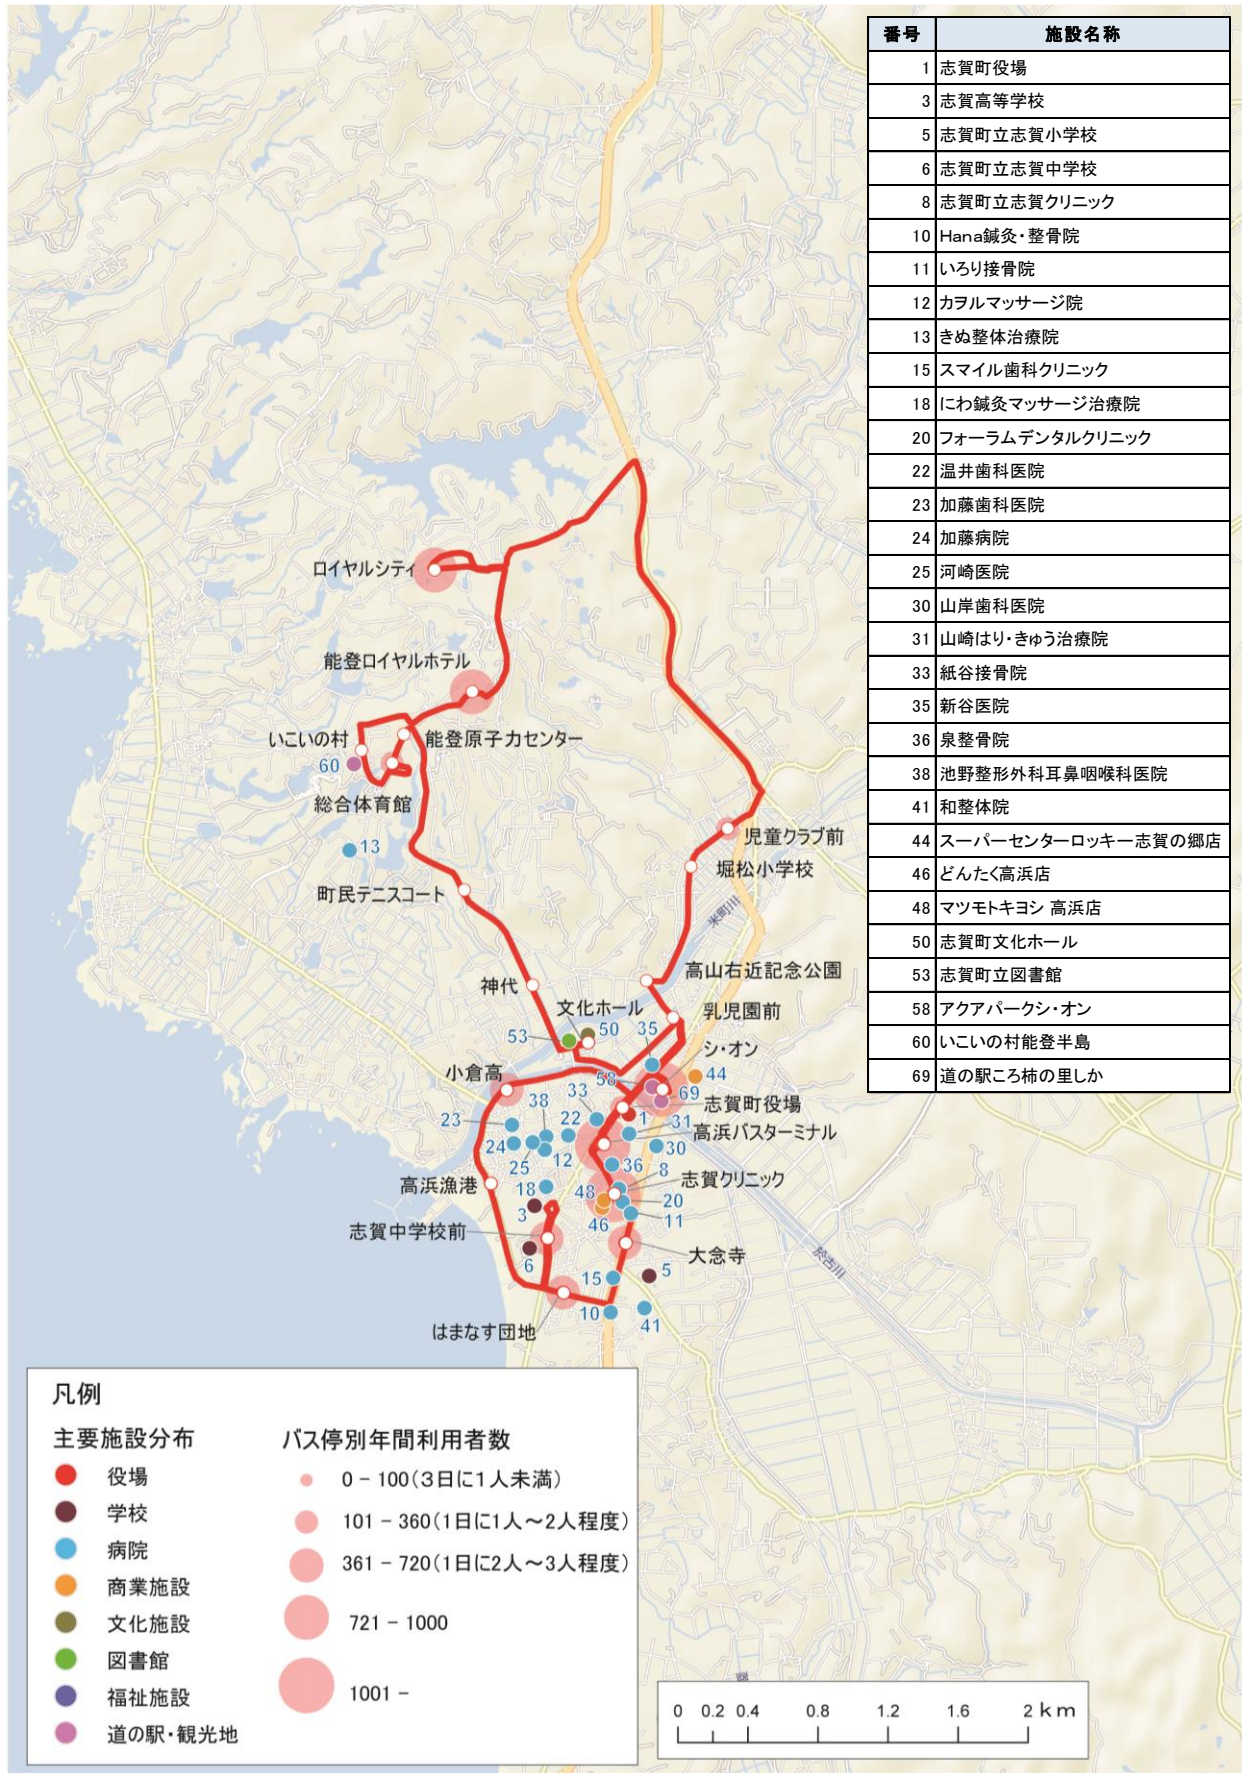 番号 施設名称
1 志賀町役場
3 志賀高等学校
5 志賀町立志賀小学校
6 志賀町立志賀中学校
8 志賀町立志賀クリニック
10 Hana鍼灸・整骨院
11 いろり接骨院
12 カヲルマッサージ院
13 きぬ整体治療院
15 スマイル歯科クリニック
18 にわ鍼灸マッサージ治療院
20 フォーラムデンタルクリニック
22 温井歯科医院
23 加藤歯科医院
24 加藤病院
25 河崎医院
30 山岸歯科医院
31 山崎はり・きゅう治療院
33 紙谷接骨院
35 新谷医院
36 泉整骨院
38 池野整形外科耳鼻咽喉科医院
41 和整体院
44 スーパーセンターロッキー志賀の郷店
46 どんたく高浜店
48 マツモトキヨシ 高浜店
50 志賀町文化ホール
53 志賀町立図書館
58 アクアパークシ・オン
60 いこいの村能登半島
69 道の駅ころ柿の里しか
ロイヤルシティ
能登ロイヤルホテル
いこいの村
能登原子力センター
60
総合体育館
13
児童クラブ前
堀松小学校
町民テニスコート
米町川
高山右近記念公園
神代
文化ホール
乳児園前
53
50
35
シ・オン
小倉高
58
44
69
33
38
志賀町役場
23
22
1
31
高浜バスターミナル
24
25
12
30
36
8
志賀クリニック
高浜漁港
18
48
20
3
46
11
志賀中学校前
大念寺
於古川
6
15
5
10
41
はまなす団地
凡例
主要施設分布
役場
学校
病院
商業施設
文化施設
図書館
福祉施設
道の駅・観光地
バス停別年間利用者数
0 - 100(3日に1人未満)
101 - 360(1日に1人～2人程度)
361 - 720(1日に2人～3人程度)
721 - 1000
1001 -
0 0.2 0.4 0.8 1.2 1.6 2 km